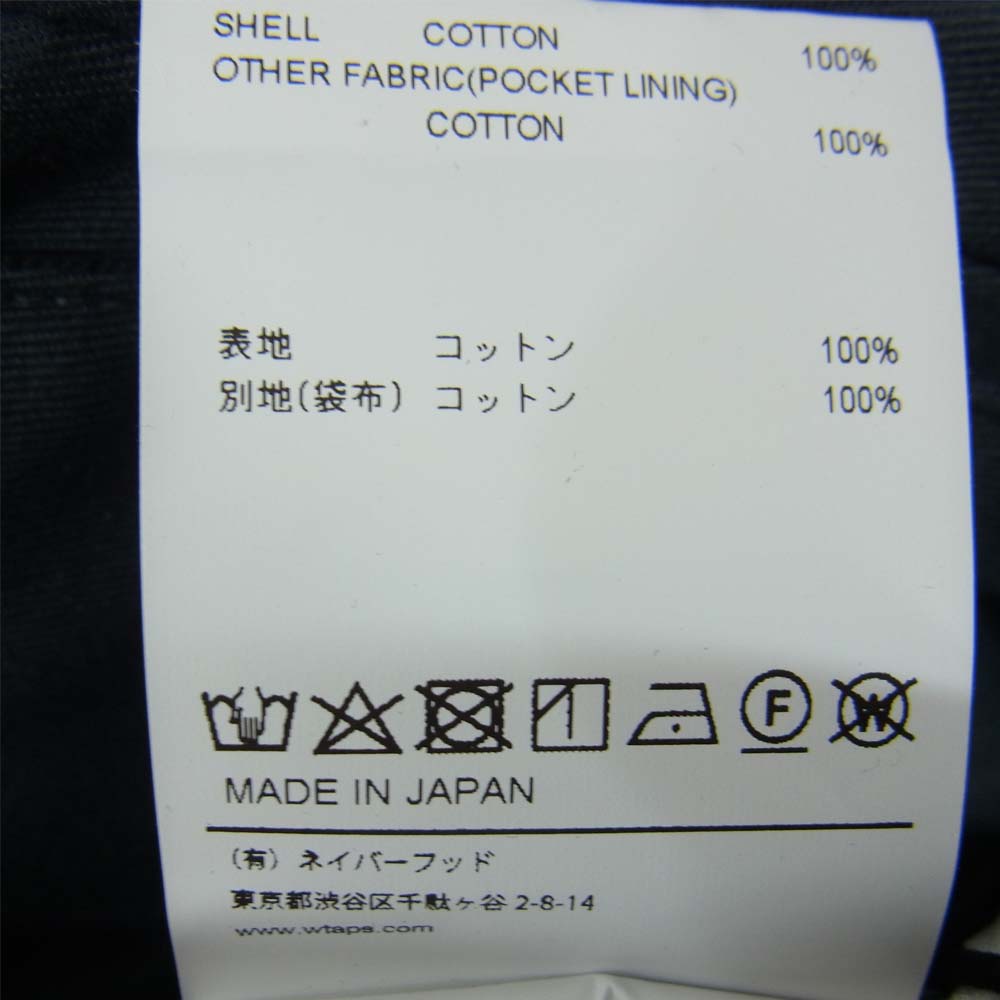 SHELL COTTON 100%
OTHER FABRIC(POCKET LINING)
COTTON 100%
表地 コットン 100%
別地(袋布) コットン 100%
F W
MADE IN JAPAN
(有) ネイバーフッド
東京都渋谷区千駄ヶ谷 2-8-14
www.wtaps.com